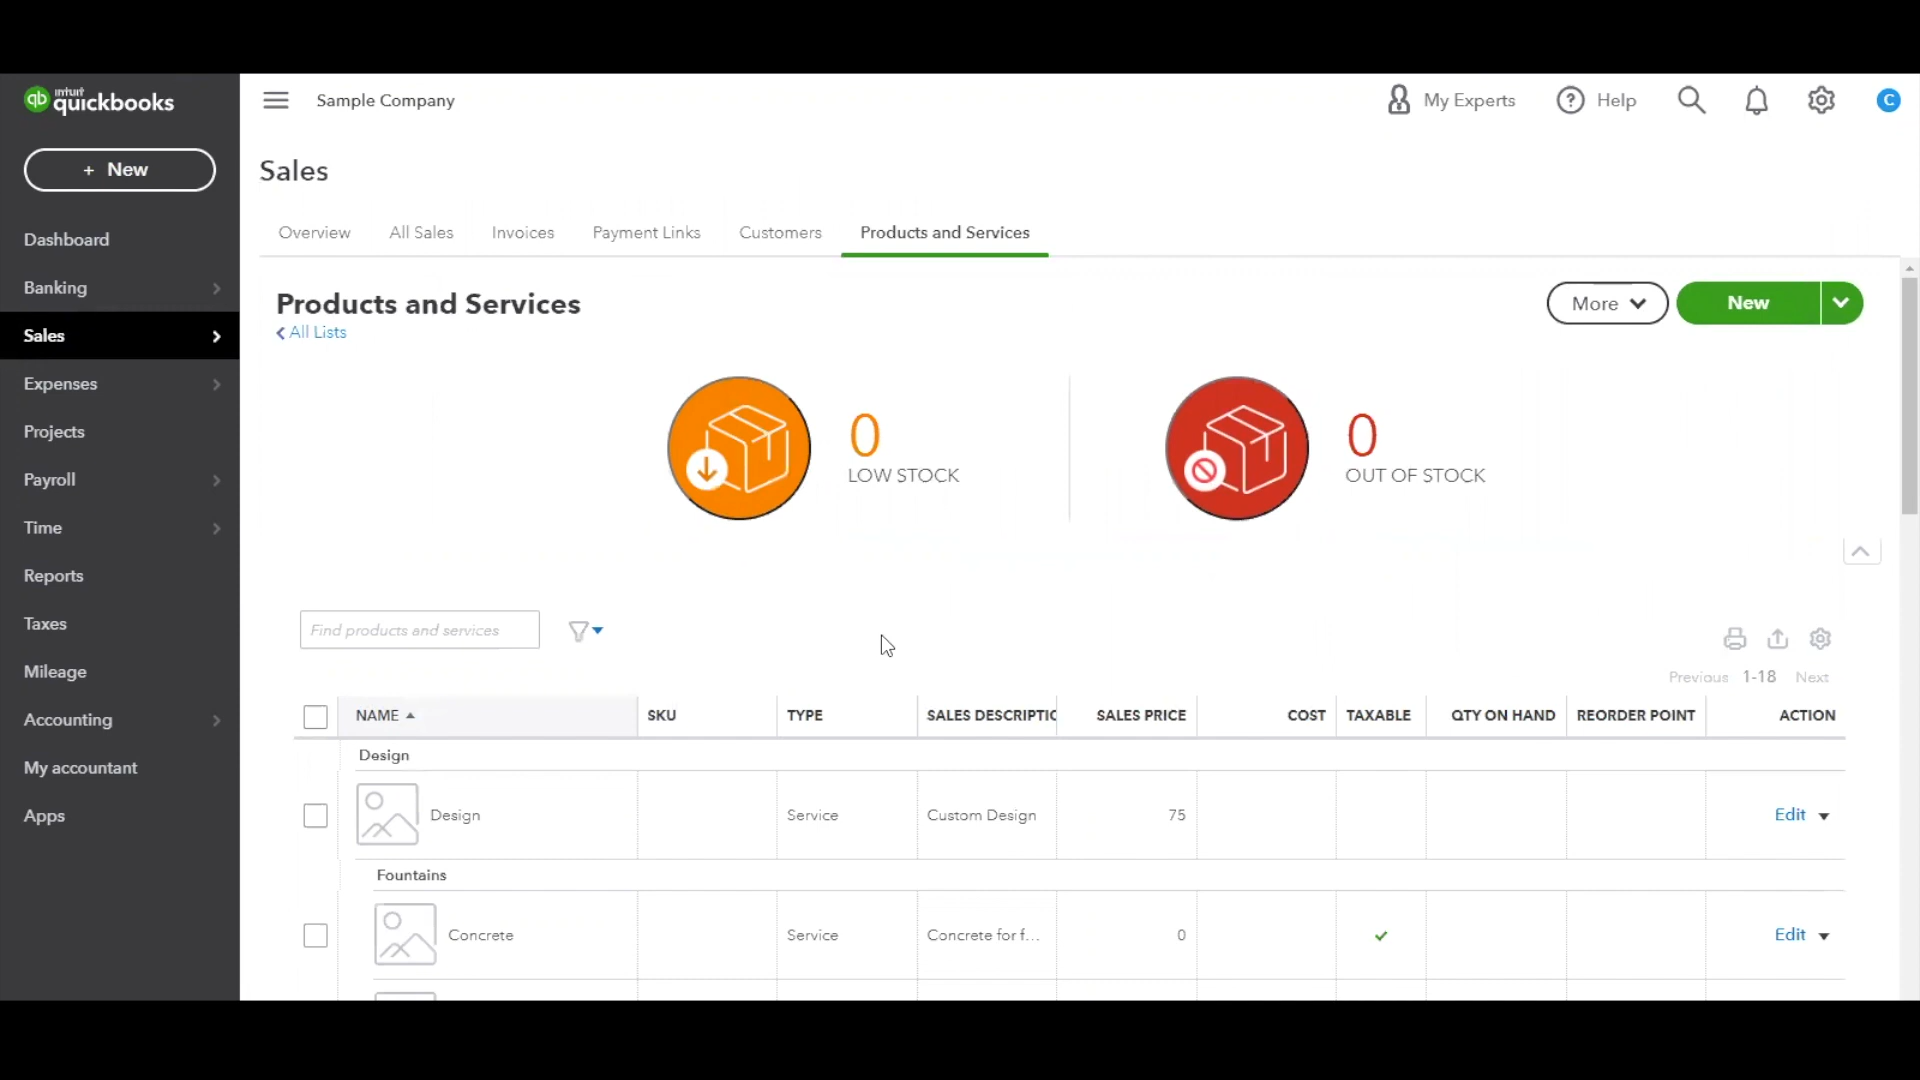 intuit
quickbooks
Sample Company
My Experts
Help
C
+ New
Sales
Dashboard
Banking
Sales
Expenses
Projects
Payroll
Time
Reports
Taxes
Mileage
Accounting
My accountant
Apps
Overview
All Sales
Invoices
Payment Links
Customers
Products and Services
Products and Services
All Lists
More
New
0
LOW STOCK
0
OUT OF STOCK
Find products and services
Previous 1-18 Next
NAME SKU TYPE SALES DESCRIPTIC SALES PRICE COST TAXABLE QTY ON HAND REORDER POINT ACTION
Design
Design Service Custom Design 75 Edit
Fountains
Concrete Service Concrete for f... 0 Edit